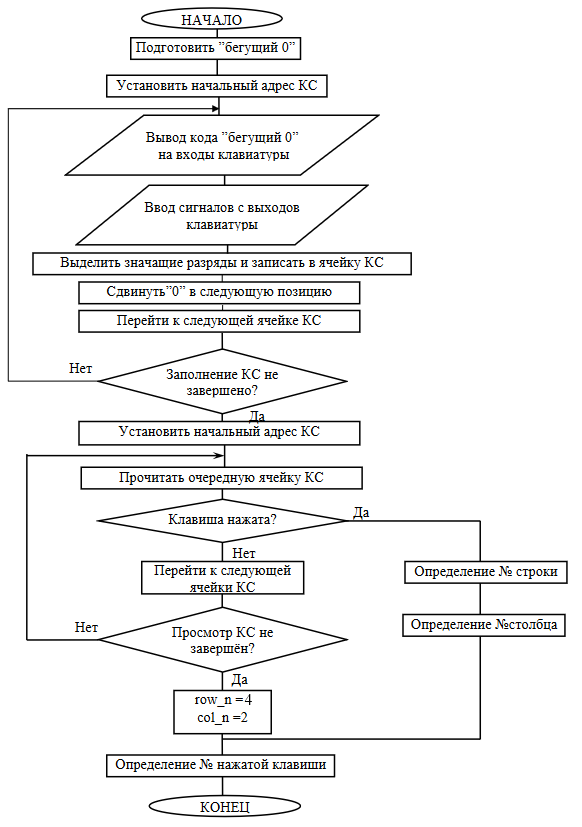 НАЧАЛО
Подготовить ”бегущий 0”
Установить начальный адрес КС
Вывод кода ”бегущий 0”
на входы клавиатуры
Ввод сигналов с выходов
клавиатуры
Выделить значащие разряды и записать в ячейку КС
Сдвинуть”0” в следующую позицию
Перейти к следующей ячейке КС
Нет
Заполнение КС не
завершено?
Да
Установить начальный адрес КС
Прочитать очередную ячейку КС
Клавиша нажата?
Да
Нет
Перейти к следующей
ячейки КС
Определение № строки
Определение №столбца
Нет
Просмотр КС не
завершён?
Да
row_n =4
col_n =2
Определение № нажатой клавиши
КОНЕЦ